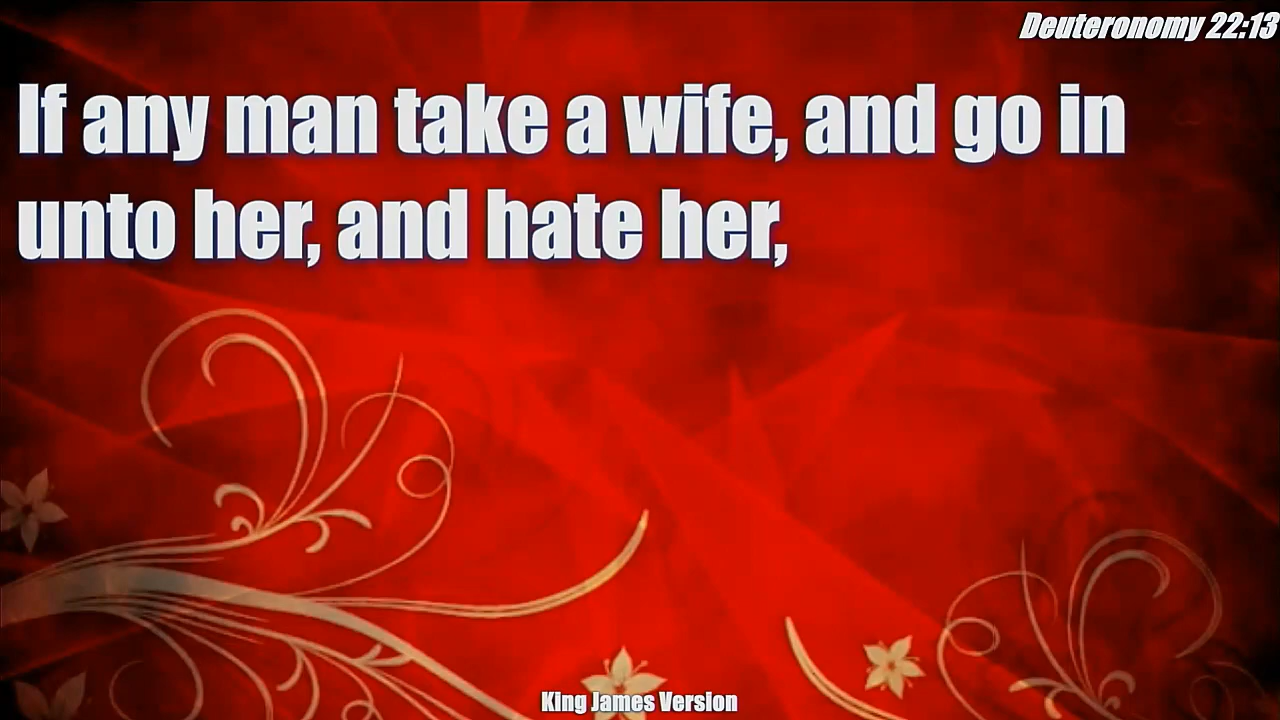 Deuteronomy 22:13
If any man take a wife, and go in
unto her, and hate her,
King James Version